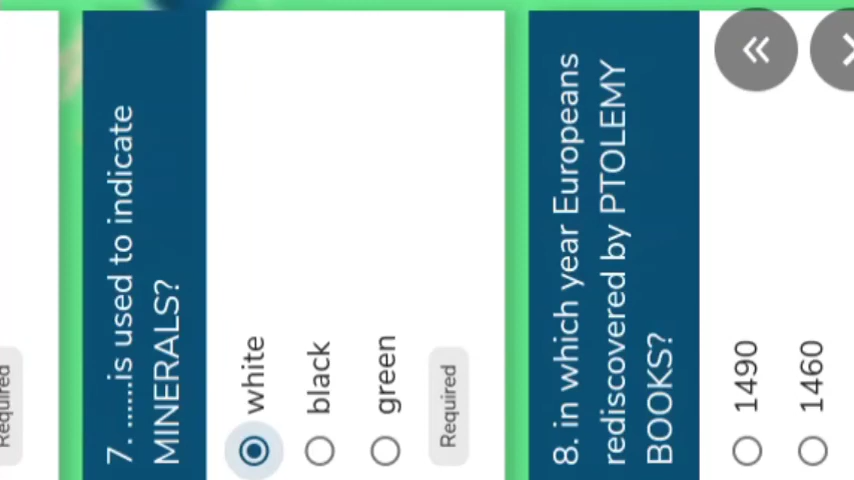 Required
7. ......is used to indicate
MINERALS?
white
black
green
Required
8. in which year Europeans
rediscovered by PTOLEMY
BOOKS?
1490
1460